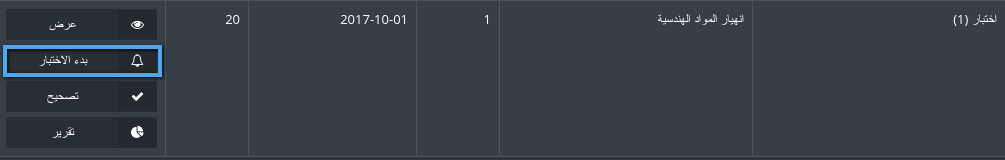 اختبار (1)
انهيار المواد الهندسية
1
2017-10-01
20
عرض
بدء الاختبار
تصحيح
تقرير